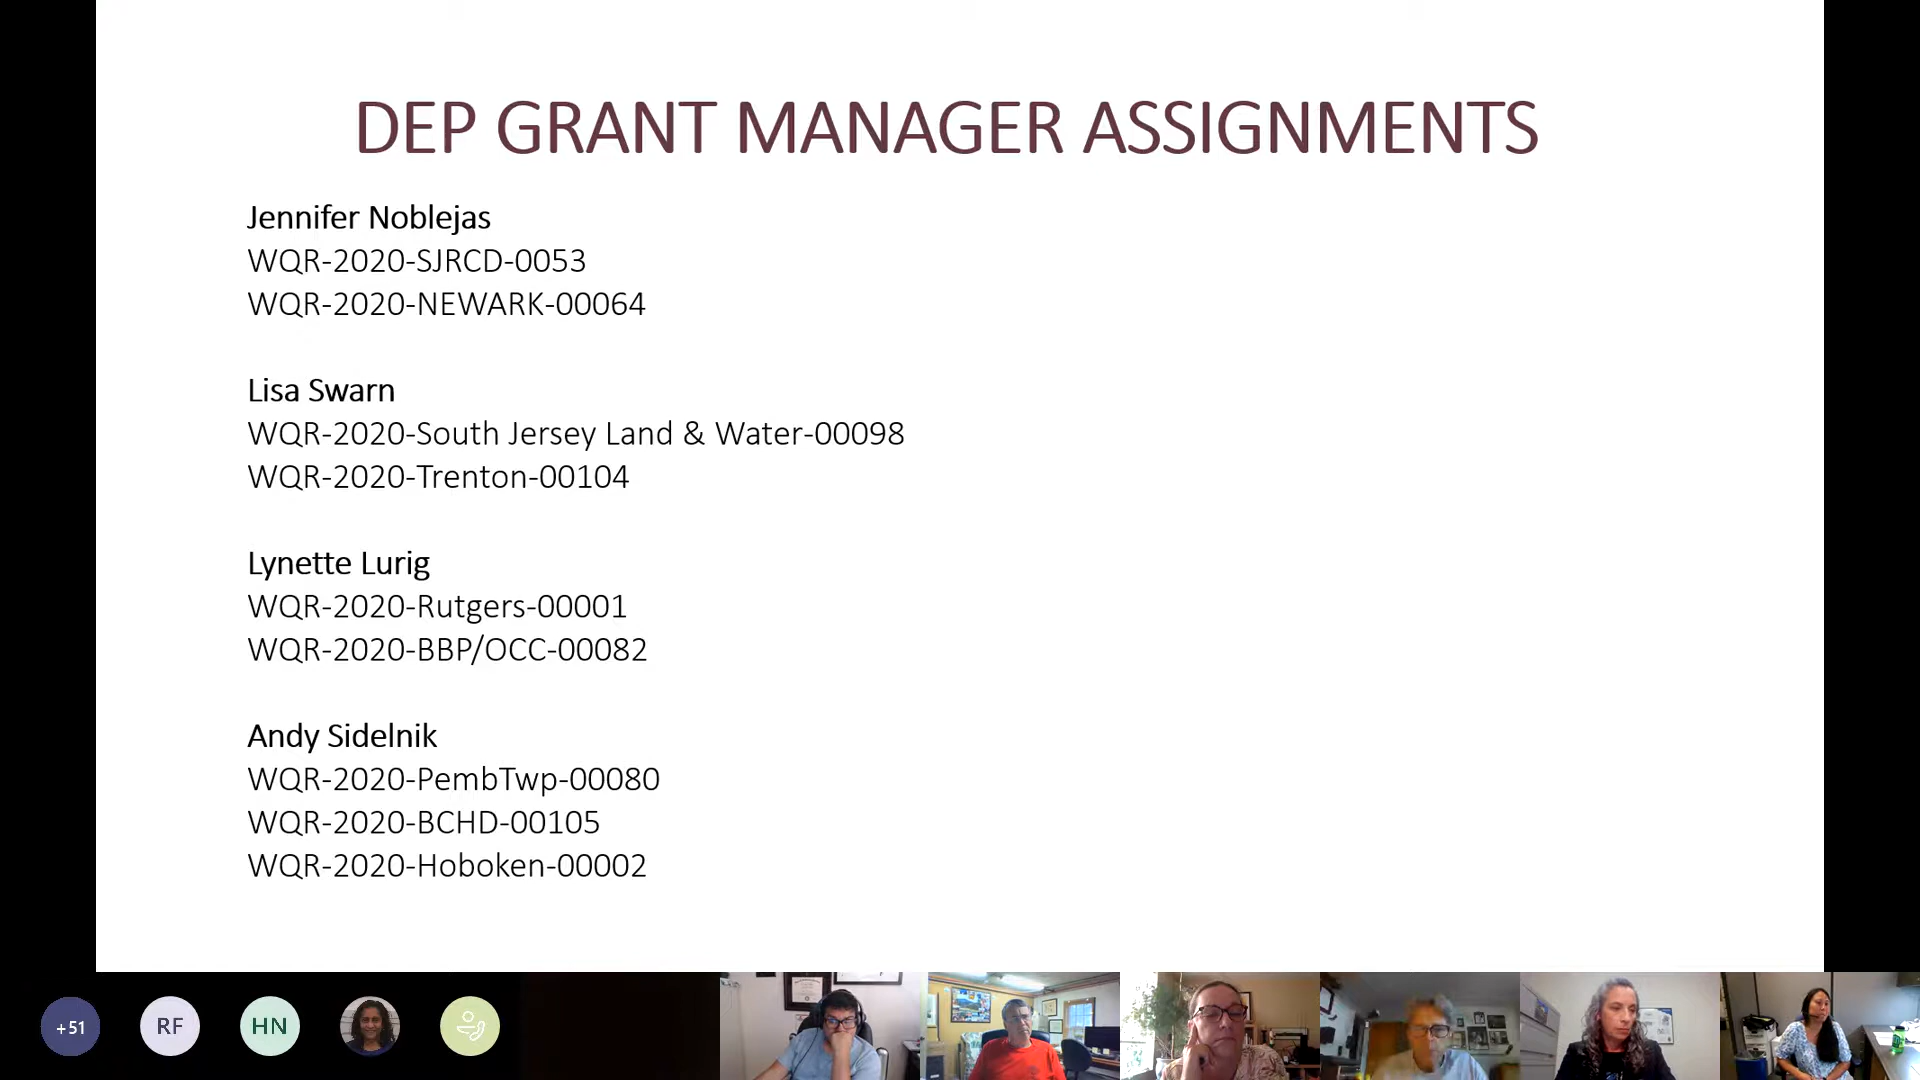 DEP GRANT MANAGER ASSIGNMENTS
Jennifer Noblejas
WQR-2020-SJRCD-0053
WQR-2020-NEWARK-00064
Lisa Swarn
WQR-2020-South Jersey Land & Water-00098
WQR-2020-Trenton-00104
Lynette Lurig
WQR-2020-Rutgers-00001
WQR-2020-BBP/OCC-00082
Andy Sidelnik
WQR-2020-PembTwp-00080
WQR-2020-BCHD-00105
WQR-2020-Hoboken-00002
+51
RF
HN